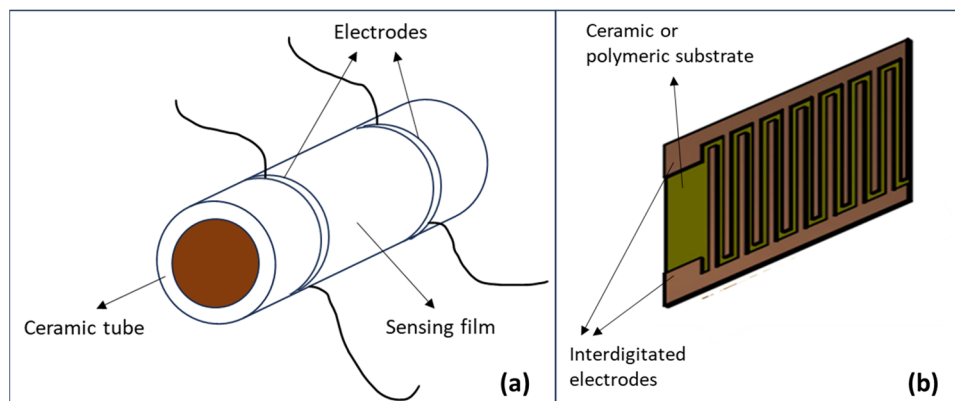 Electrodes
Ceramic tube
Sensing film
(a)
Ceramic or
polymeric substrate
Interdigitated
electrodes
(b)